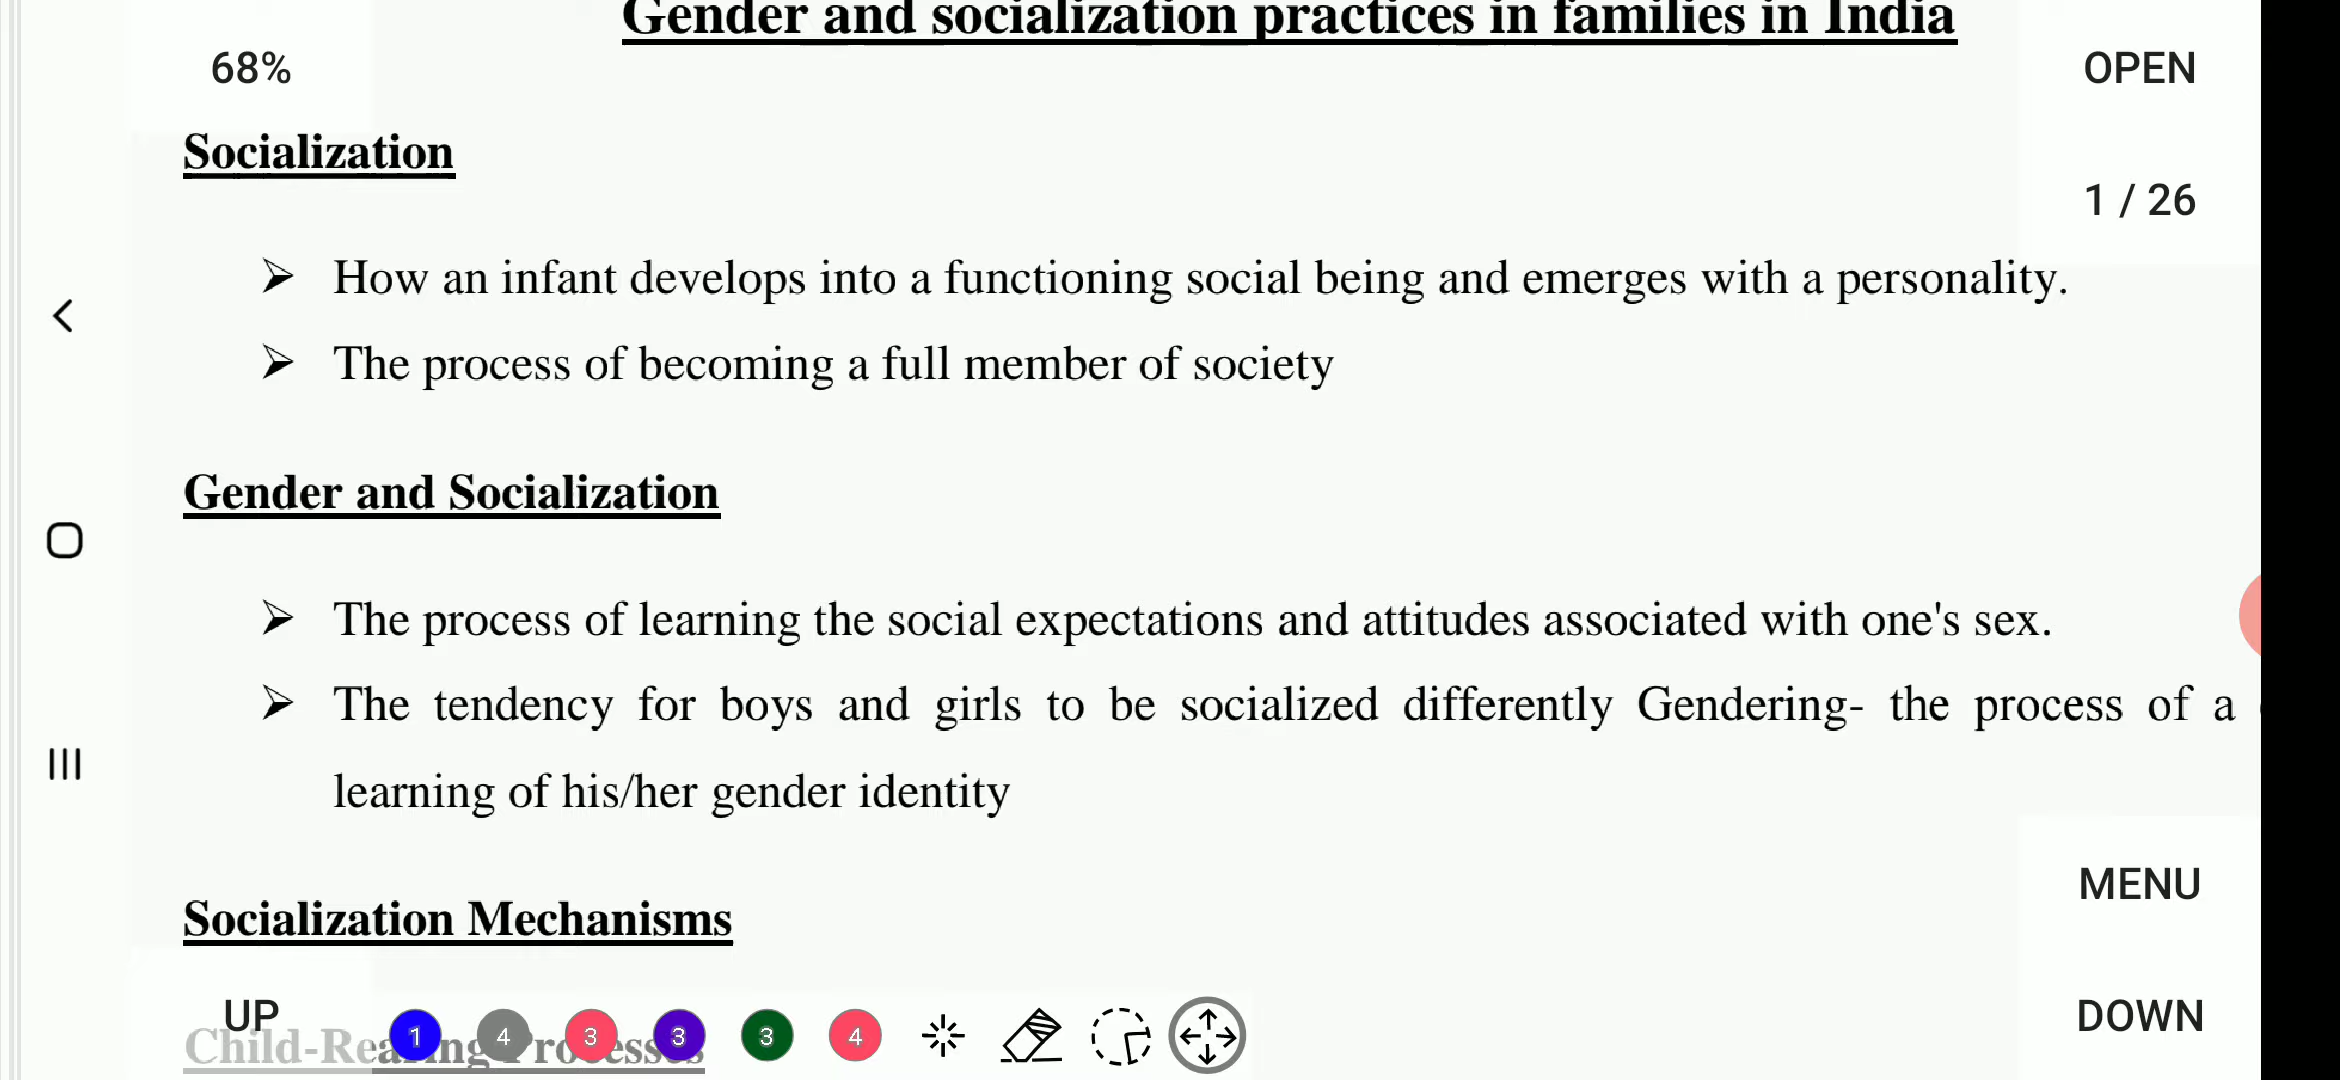 Gender and socialization practices in families in India
68%
OPEN
Socialization
1 / 26
➢ How an infant develops into a functioning social being and emerges with a personality.
➢ The process of becoming a full member of society
Gender and Socialization
➢ The process of learning the social expectations and attitudes associated with one's sex.
➢ The tendency for boys and girls to be socialized differently Gendering- the process of a
learning of his/her gender identity
MENU
Socialization Mechanisms
UP
DOWN
Child-Rearing Processes
1 4 3 3 3 4